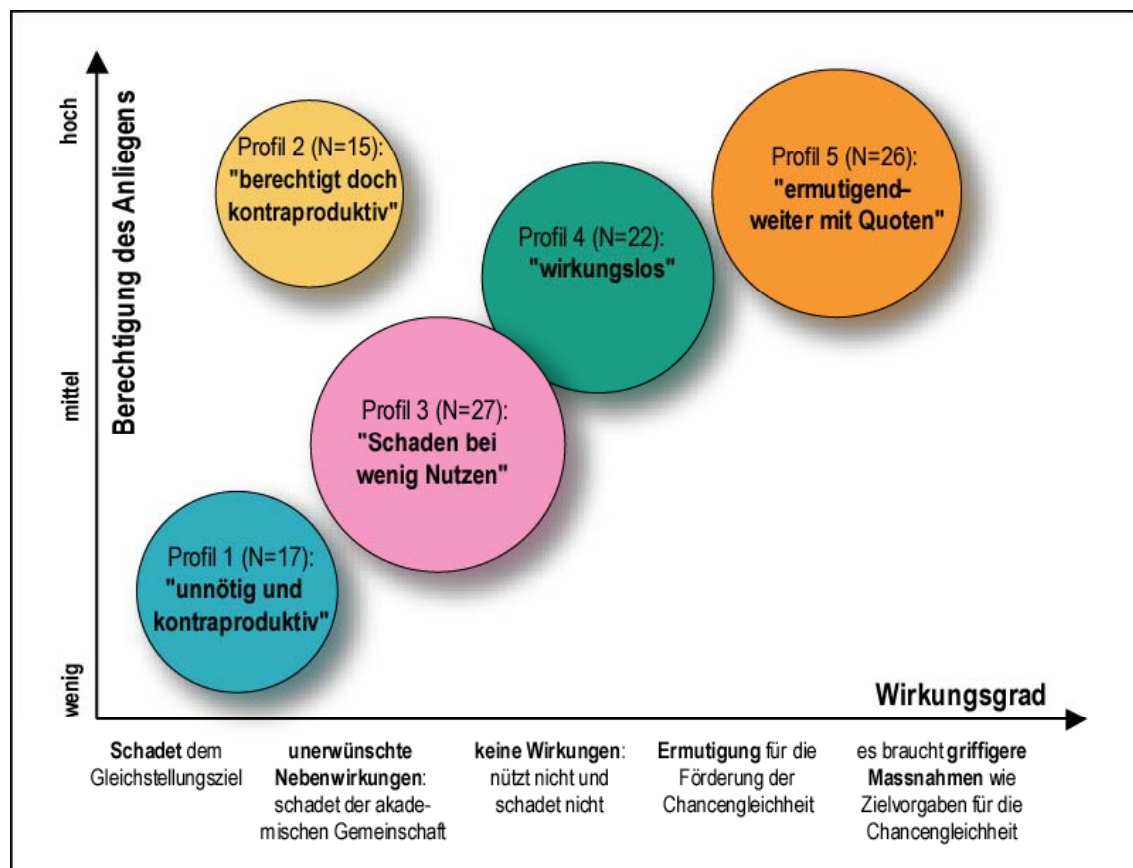 hoch
mittel
wenig
Berechtigung des Anliegens
Profil 2 (N=15):
"berechtigt doch
kontraproduktiv"
Profil 5 (N=26):
"ermutigend–
weiter mit Quoten"
Profil 4 (N=22):
"wirkungslos"
Profil 3 (N=27):
"Schaden bei
wenig Nutzen"
Profil 1 (N=17):
"unnötig und
kontraproduktiv"
Wirkungsgrad
Schadet dem
Gleichstellungsziel
unerwünschte
Nebenwirkungen:
schadet der akade-
mischen Gemeinschaft
keine Wirkungen:
nützt nicht und
schadet nicht
Ermutigung für die
Förderung der
Chancengleichheit
es braucht griffigere
Massnahmen wie
Zielvorgaben für die
Chancengleichheit